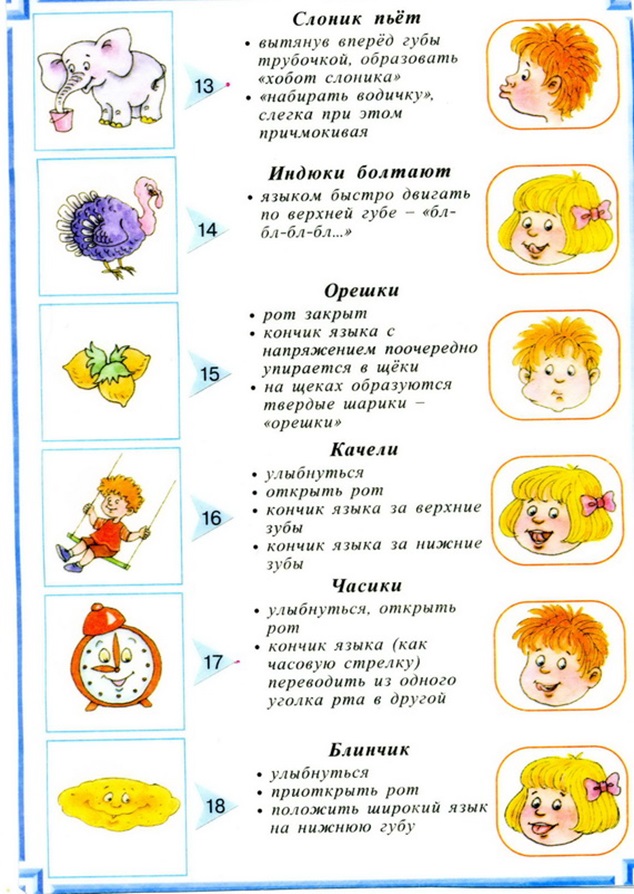 Слоник пьёт
• вытянув вперёд губы
трубочкой, образовать
«хобот слоника»
13
• «набирать водичку»,
слегка при этом
причмокивая
Индюки болтают
• языком быстро двигать
по верхней губе – «бл-
бл-бл-бл...»
14
Орешки
• рот закрыт
• кончик языка с
напряжением поочередно
упирается в щёки
15
• на щеках образуются
твердые шарики –
«орешки»
Качели
• улыбнуться
• открыть рот
• кончик языка за верхние
зубы
16
• кончик языка за нижние
зубы
Часики
• улыбнуться, открыть
рот
• кончик языка (как
часовую стрелку)
17
переводить из одного
уголка рта в другой
Блинчик
• улыбнуться
• приоткрыть рот
• положить широкий язык
на нижнюю губу
18